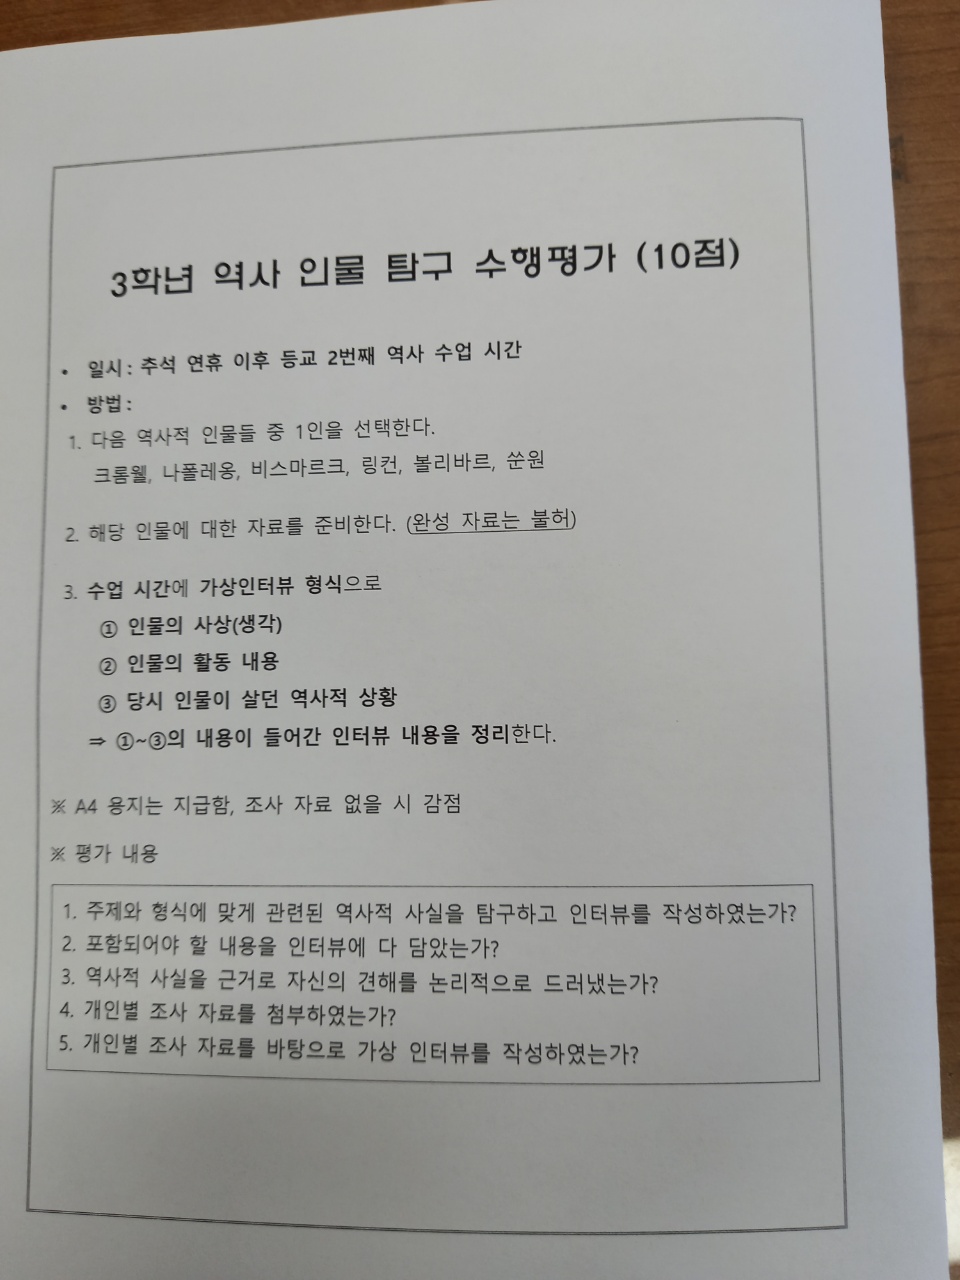 3학년 역사 인물 탐구 수행평가 (10점)
• 일시: 추석 연휴 이후 등교 2번째 역사 수업 시간
• 방법:
1. 다음 역사적 인물들 중 1인을 선택한다.
크롬웰, 나폴레옹, 비스마르크, 링컨, 볼리바르, 쑨원
2. 해당 인물에 대한 자료를 준비한다. (완성 자료는 불허)
3. 수업 시간에 가상인터뷰 형식으로
① 인물의 사상(생각)
② 인물의 활동 내용
③ 당시 인물이 살던 역사적 상황
⇒ ①~③의 내용이 들어간 인터뷰 내용을 정리한다.
※ A4 용지는 지급함, 조사 자료 없을 시 감점
※ 평가 내용
1. 주제와 형식에 맞게 관련된 역사적 사실을 탐구하고 인터뷰를 작성하였는가?
2. 포함되어야 할 내용을 인터뷰에 다 담았는가?
3. 역사적 사실을 근거로 자신의 견해를 논리적으로 드러냈는가?
4. 개인별 조사 자료를 첨부하였는가?
5. 개인별 조사 자료를 바탕으로 가상 인터뷰를 작성하였는가?